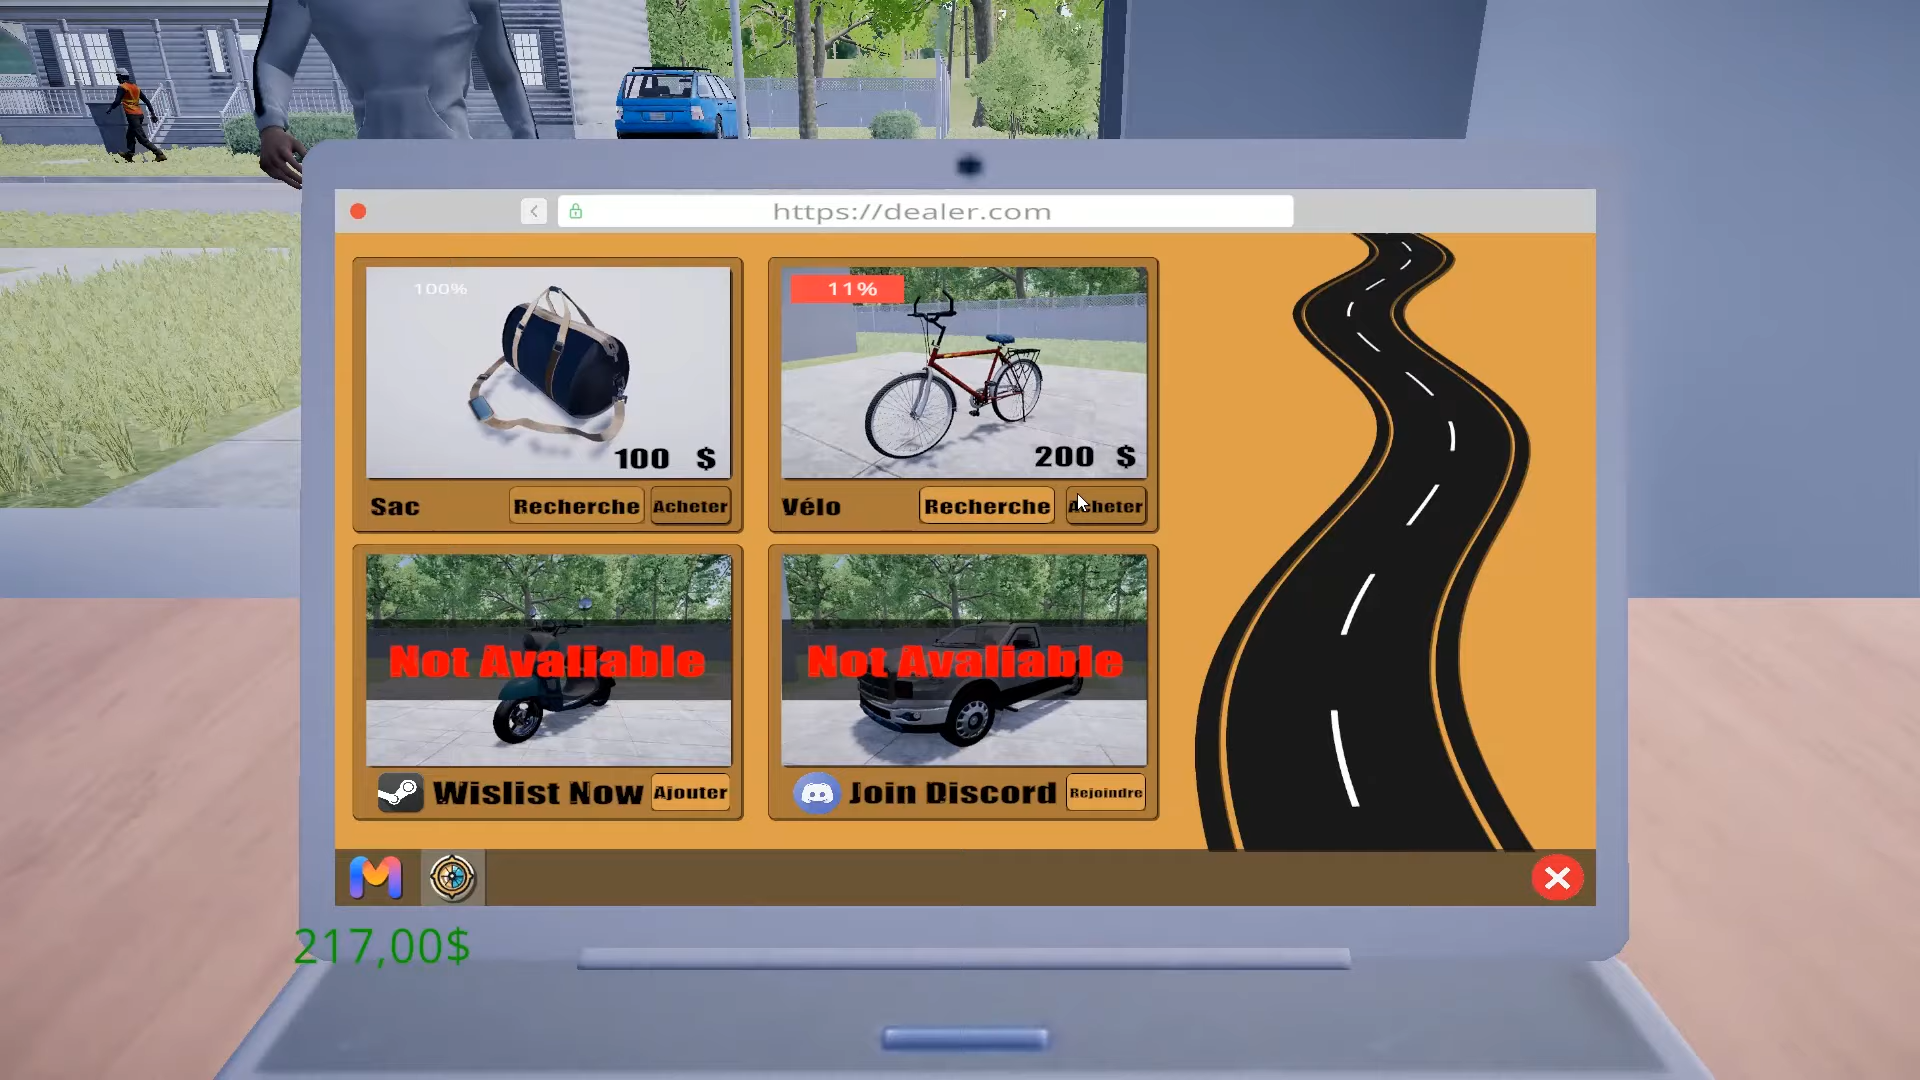 https://dealer.com
100%
100 $
Sac
Recherche
Acheter
11%
200 $
Vélo
Recherche
Acheter
Not Avaliable
Wislist Now
Ajouter
Not Avaliable
Join Discord
Rejoindre
217,00$